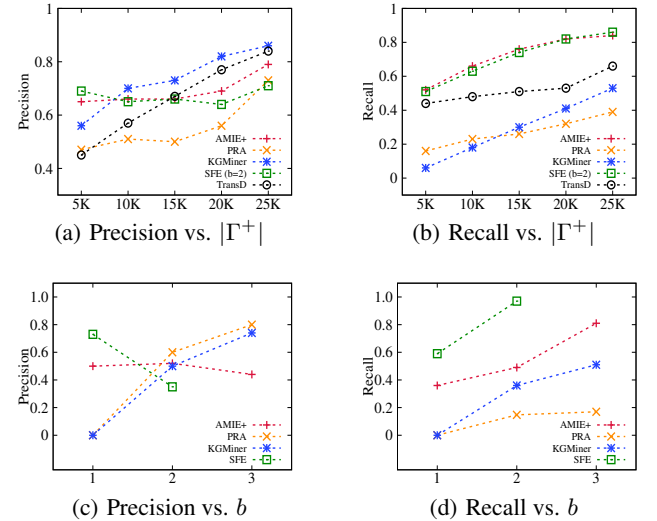 1
0.8
0.6
0.4
Precision
5K 10K 15K 20K 25K
AMIE+
PRA
KGMiner
SFE (b=2)
TransD
(a) Precision vs. |Γ⁺|
1
0.8
0.6
0.4
0.2
0
Recall
5K 10K 15K 20K 25K
AMIE+
PRA
KGMiner
SFE (b=2)
TransD
(b) Recall vs. |Γ⁺|
1.0
0.8
0.6
0.4
0.2
0
Precision
1 2 3
AMIE+
PRA
KGMiner
SFE
(c) Precision vs. b
1.0
0.8
0.6
0.4
0.2
0
Recall
1 2 3
AMIE+
PRA
KGMiner
SFE
(d) Recall vs. b